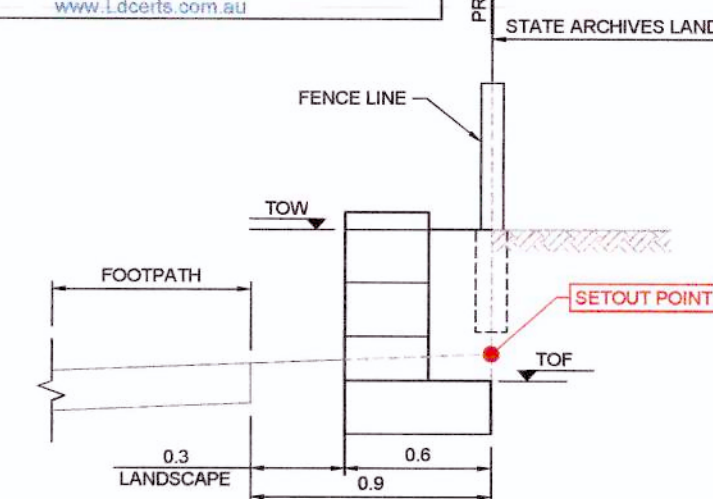 www.Ldcerts.com.au
PR
STATE ARCHIVES LAND
FENCE LINE
TOW
FOOTPATH
SETOUT POINT
TOF
0.3
0.6
LANDSCAPE
0.9